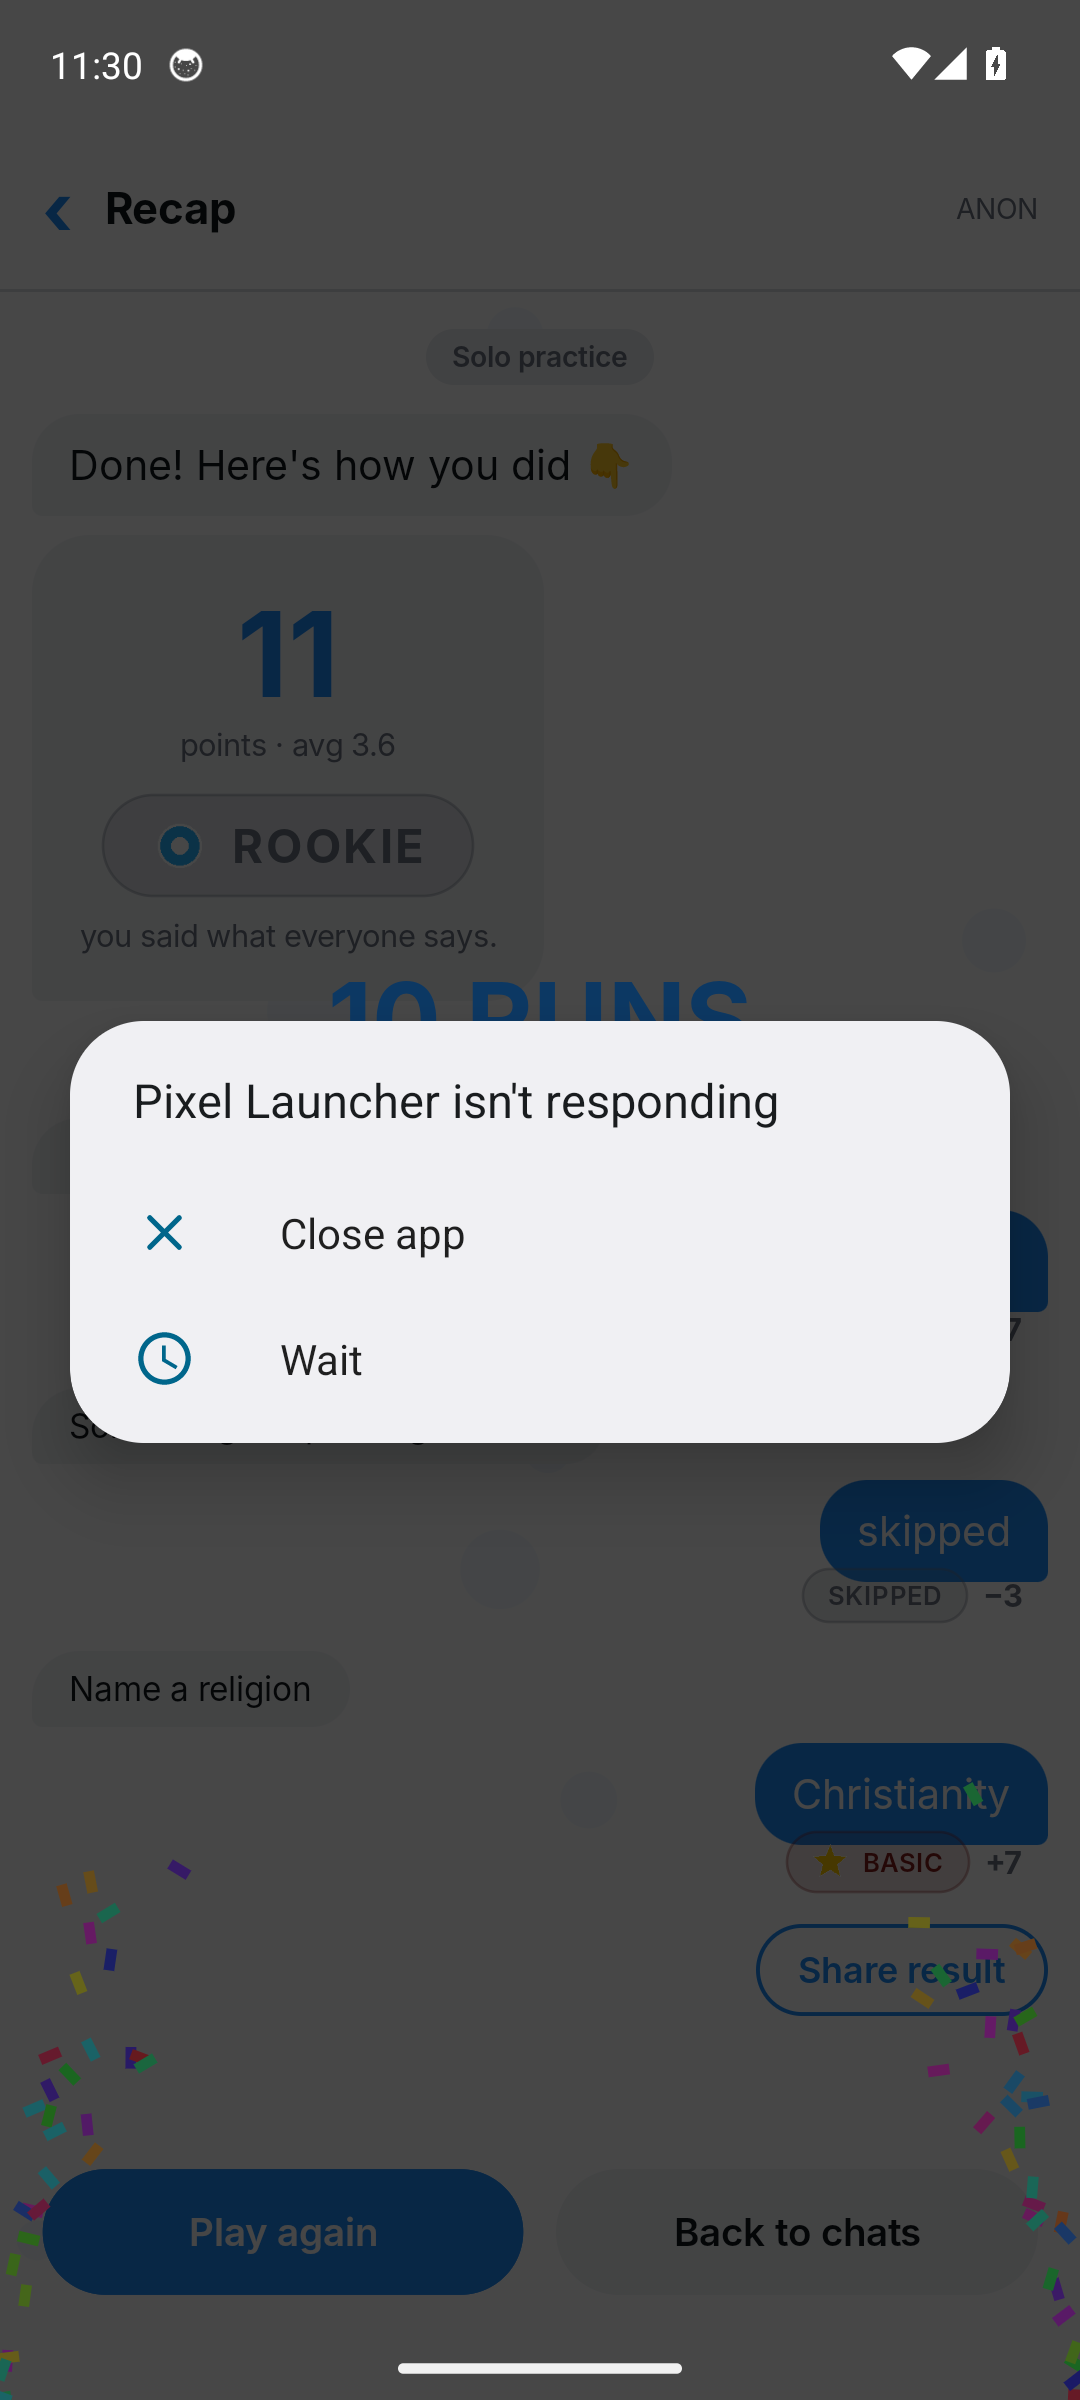 11:30
Recap
ANON
Solo practice
Done! Here's how you did 👇
11
points · avg 3.6
ROOKIE
you said what everyone says.
10 RUNS
Pixel Launcher isn't responding
Close app
Wait
skipped
SKIPPED −3
Name a religion
Christianity
BASIC +7
Share result
Play again
Back to chats